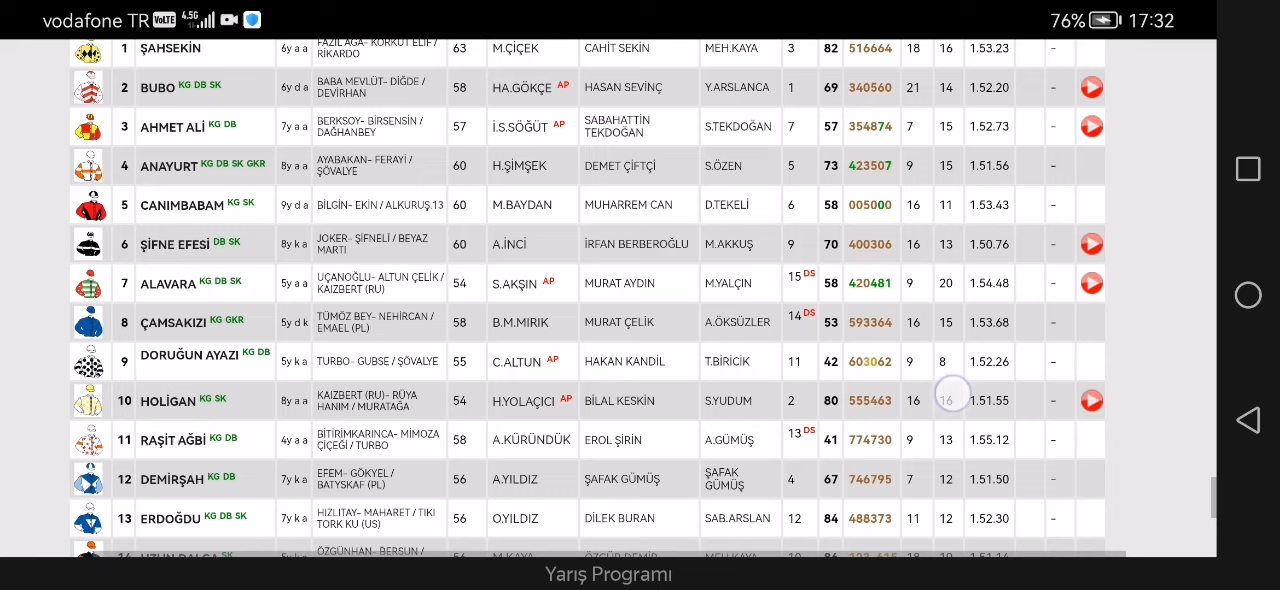 vodafone TR VoLTE 4.5G 76% 17:32
1 ŞAHSEKİN 6y a a FAZIL AĞA- KORKUT ELİF / RİKARDO 63 M.ÇİÇEK CAHİT SEKİN MEH.KAYA 3 82 516664 18 16 1.53.23 -
2 BUBO KG DB SK 6y d a BABA MEVLÜT- DİĞDE / DEVİRHAN 58 HA.GÖKÇE AP HASAN SEVİNÇ Y.ARSLANCA 1 69 340560 21 14 1.52.20 -
3 AHMET ALİ KG DB 7y a a BERKSOY- BİRSENSİN / DAĞHANBEY 57 İ.S.SÖĞÜT AP SABAHATTİN TEKDOĞAN S.TEKDOĞAN 7 57 354874 7 15 1.52.73 -
4 ANAYURT KG DB SK GKR 8y a a AYABAKAN- FERAYİ / ŞÖVALYE 60 H.ŞİMŞEK DEMET ÇİFTÇİ S.ÖZEN 5 73 423507 9 15 1.51.56 -
5 CANIMBABAM KG SK 9y d a BİLGİN- EKİN / ALKURUŞ.13 60 M.BAYDAN MUHARREM CAN D.TEKELİ 6 58 005000 16 11 1.53.43 -
6 ŞİFNE EFESİ DB SK 8y k a JOKER- ŞİFNELİ / BEYAZ MARTI 60 A.İNCİ İRFAN BERBEROĞLU M.AKKUŞ 9 70 400306 16 13 1.50.76 -
7 ALAVARA KG DB SK 5y a a UÇANOĞLU- ALTUN ÇELİK / KAIZBERT (RU) 54 S.AKŞIN AP MURAT AYDIN M.YALÇIN 15 DS 58 420481 9 20 1.54.48 -
8 ÇAMSAKIZI KG GKR 5y d k TÜMÖZ BEY- NEHİRCAN / EMAEL (PL) 58 B.M.MIRIK MURAT ÇELİK A.ÖKSÜZLER 14 DS 53 593364 16 15 1.53.68 -
9 DORUĞUN AYAZI KG DB 5y k a TURBO- GUBSE / ŞÖVALYE 55 C.ALTUN AP HAKAN KANDİL T.BİRİCİK 11 42 603062 9 8 1.52.26 -
10 HOLİGAN KG SK 8y a a KAIZBERT (RU)- RÜYA HANIM / MURATAĞA 54 H.YOLAÇICI AP BİLAL KESKİN S.YUDUM 2 80 555463 16 16 1.51.55 -
11 RAŞİT AĞBİ KG DB 4y a a BİTİRİMKARINCA- MİMOZA ÇİÇEĞİ / TURBO 58 A.KÜRÜNDÜK EROL ŞİRİN A.GÜMÜŞ 13 DS 41 774730 9 13 1.55.12 -
12 DEMİRŞAH KG DB 7y k a EFEM- GÖKYEL / BATYSKAF (PL) 56 A.YILDIZ ŞAFAK GÜMÜŞ ŞAFAK GÜMÜŞ 4 67 746795 7 12 1.51.50 -
13 ERDOĞDU KG DB SK 7y k a HIZLITAY- MAHARET / TIKI TORK KU (US) 56 O.YILDIZ DİLEK BURAN SAB.ARSLAN 12 84 488373 11 12 1.52.30 -
ÖZGÜNHAN- BERSUN /
Yarış Programı